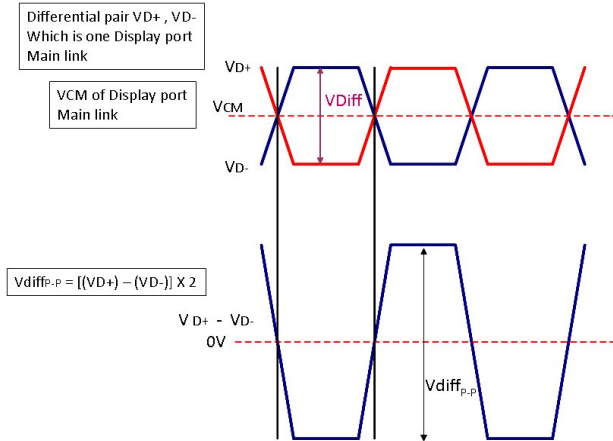 Differential pair VD+ , VD-
Which is one Display port
Main link
VCM of Display port
Main link
VD+
VCM
VDiff
VD-
VdiffP-P = [(VD+) – (VD-)] X 2
V D+ - VD-
0V
VdiffP-P